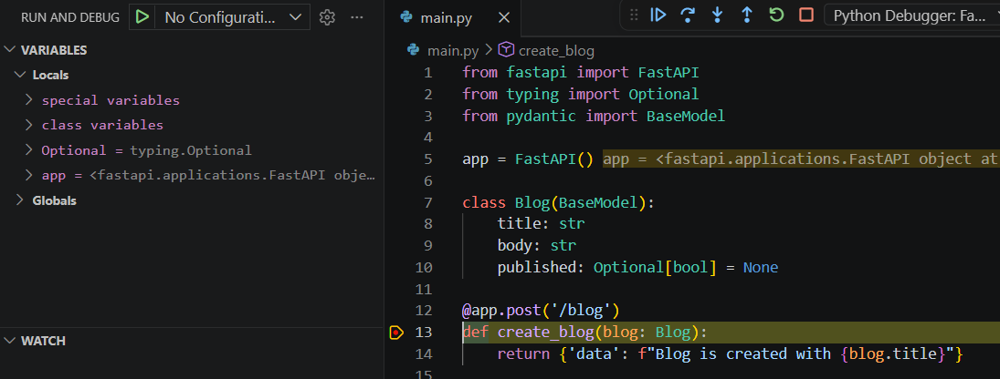 RUN AND DEBUG No Configurati...
VARIABLES
Locals
special variables
class variables
Optional = typing.Optional
app = <fastapi.applications.FastAPI obje...
Globals
WATCH
main.py
Python Debugger: Fa...
main.py > create_blog
1 from fastapi import FastAPI
2 from typing import Optional
3 from pydantic import BaseModel
4
5 app = FastAPI() app = <fastapi.applications.FastAPI object at
6
7 class Blog(BaseModel):
8     title: str
9     body: str
10     published: Optional[bool] = None
11
12 @app.post('/blog')
13 def create_blog(blog: Blog):
14     return {'data': f"Blog is created with {blog.title}"}
15